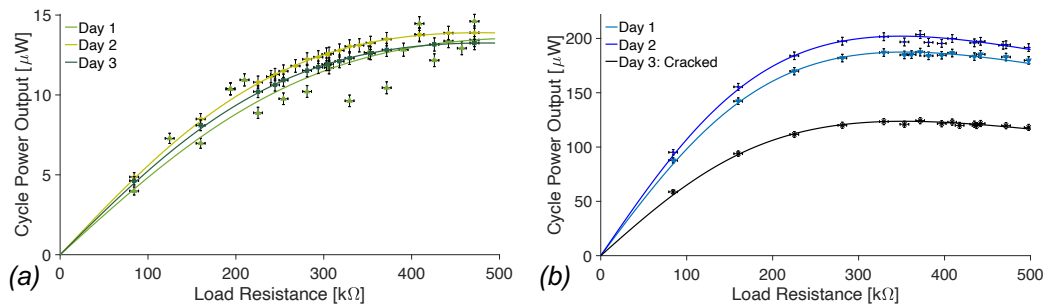 Cycle Power Output [μW]
15
10
5
0
Day 1
Day 2
Day 3
0 100 200 300 400 500
Load Resistance [kΩ]
(a)
Cycle Power Output [μW]
200
150
100
50
0
Day 1
Day 2
Day 3: Cracked
0 100 200 300 400 500
Load Resistance [kΩ]
(b)